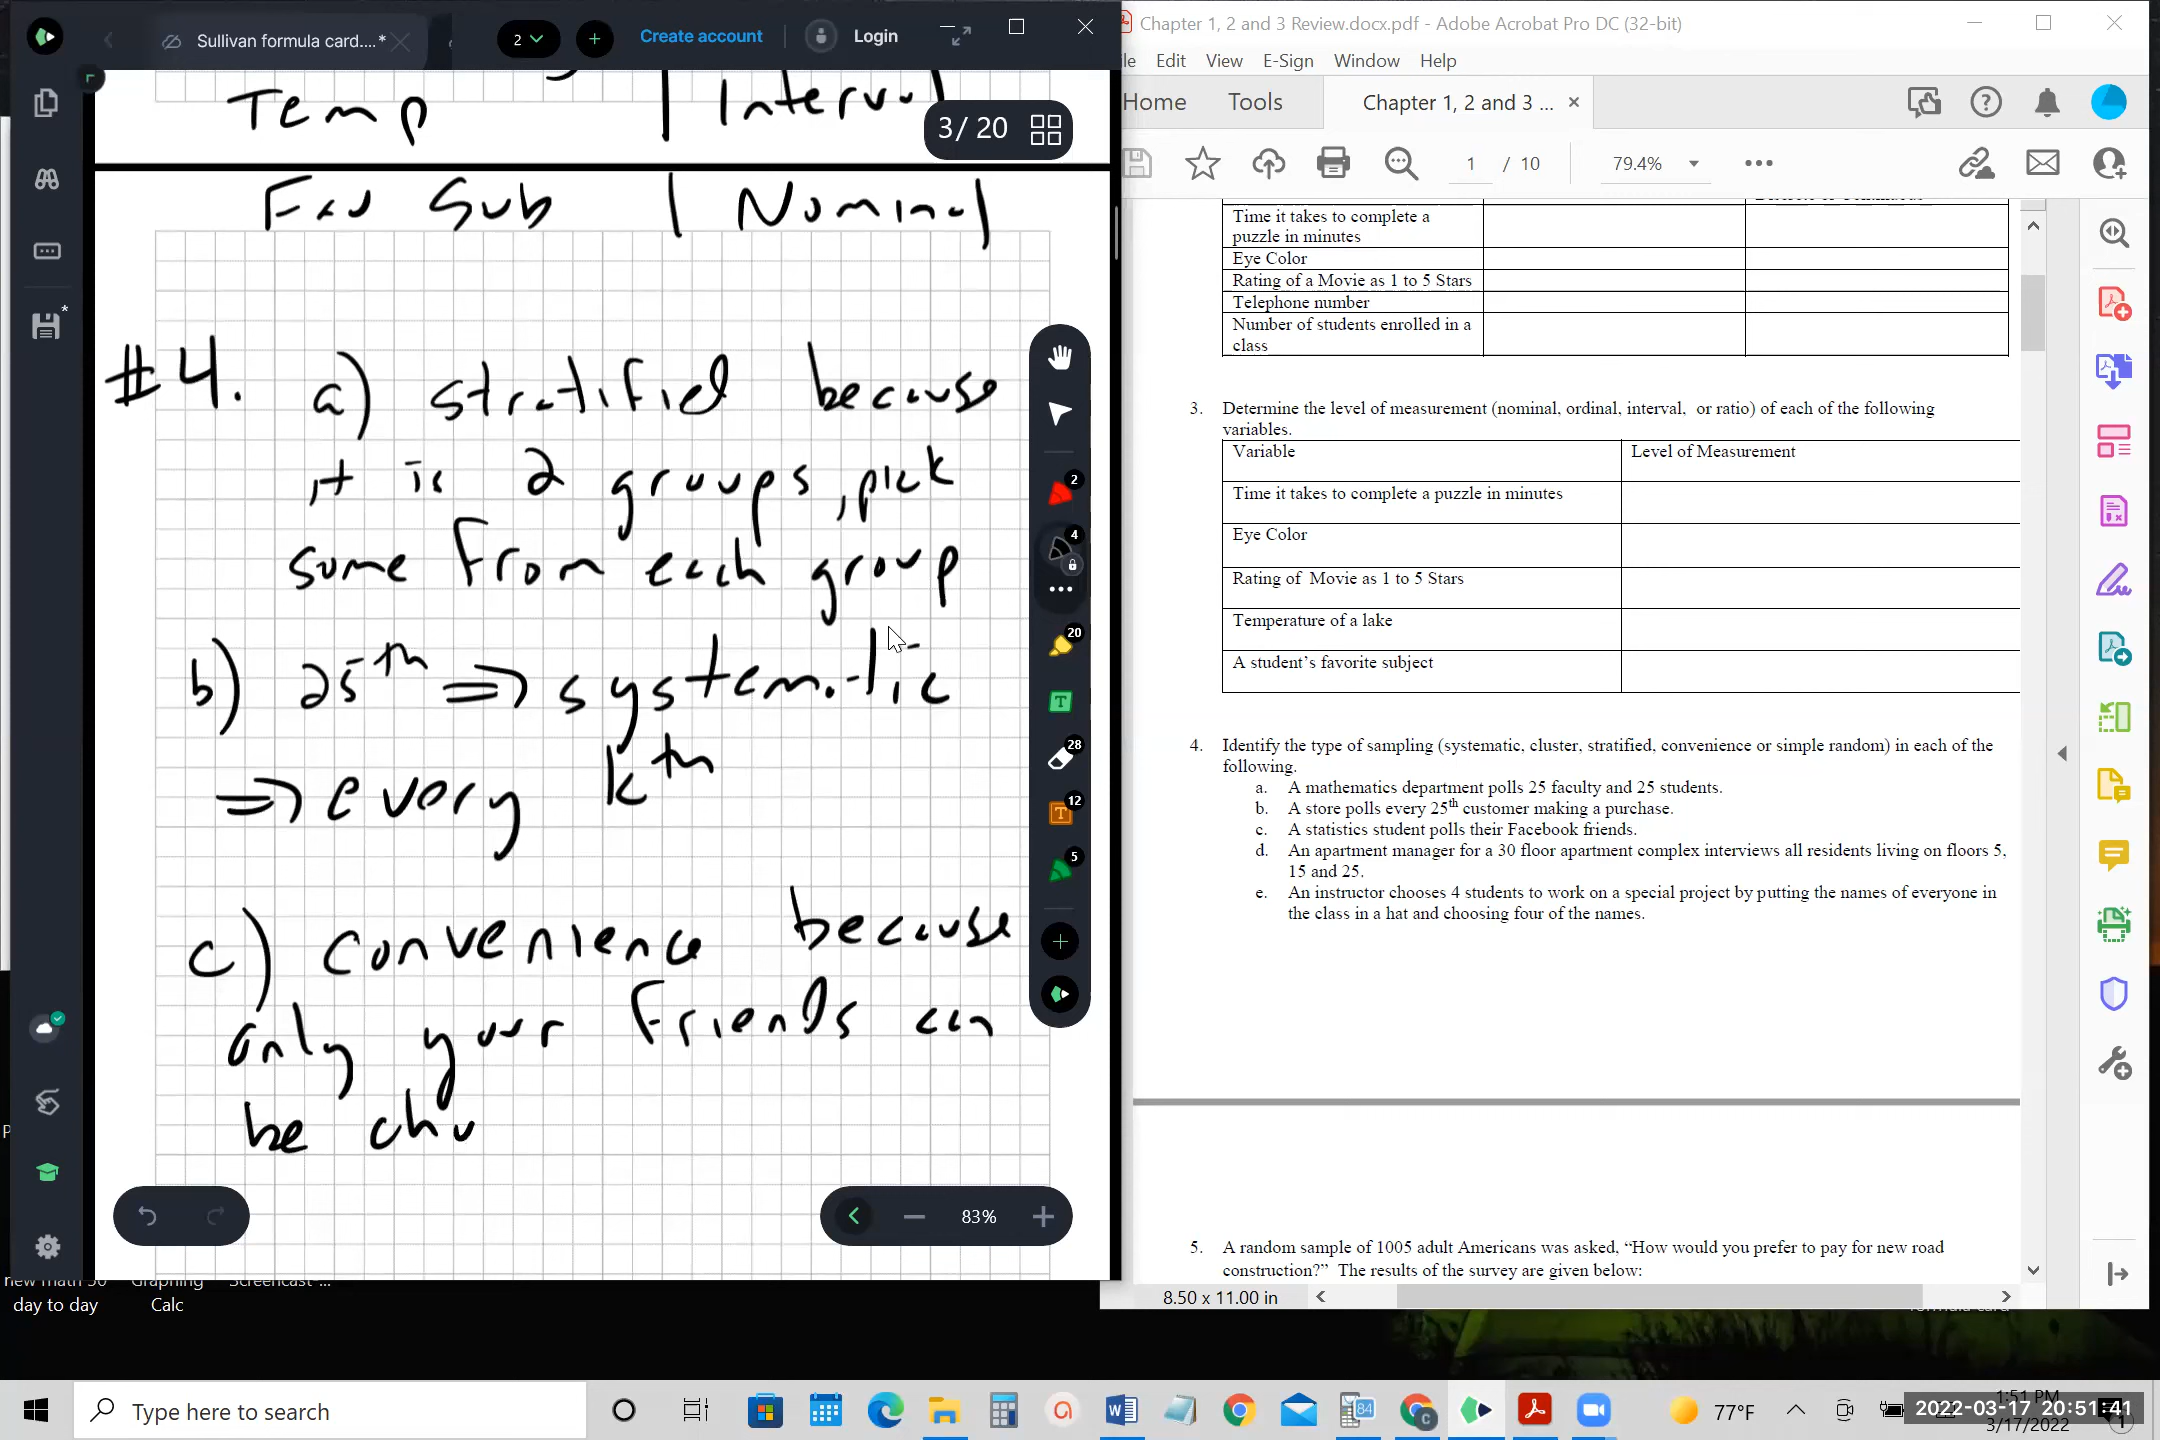 Sullivan formula card....*
2
Create account
Login
Temp | Interval
3/ 20
Fav Sub | Nominal
#4. a) stratified because
it is 2 groups, pick
some from each group
b) 25th => systematic
=> every kth
c) convenience because
only your friends can
be cho
2
4
20
28
12
5
83%
Chapter 1, 2 and 3 Review.docx.pdf - Adobe Acrobat Pro DC (32-bit)
Edit View E-Sign Window Help
Home Tools Chapter 1, 2 and 3 ...
1 / 10 79.4%
Time it takes to complete a
puzzle in minutes
Eye Color
Rating of a Movie as 1 to 5 Stars
Telephone number
Number of students enrolled in a
class
3. Determine the level of measurement (nominal, ordinal, interval, or ratio) of each of the following
variables.
Variable Level of Measurement
Time it takes to complete a puzzle in minutes
Eye Color
Rating of Movie as 1 to 5 Stars
Temperature of a lake
A student's favorite subject
4. Identify the type of sampling (systematic, cluster, stratified, convenience or simple random) in each of the
following.
a. A mathematics department polls 25 faculty and 25 students.
b. A store polls every 25th customer making a purchase.
c. A statistics student polls their Facebook friends.
d. An apartment manager for a 30 floor apartment complex interviews all residents living on floors 5,
15 and 25.
e. An instructor chooses 4 students to work on a special project by putting the names of everyone in
the class in a hat and choosing four of the names.
5. A random sample of 1005 adult Americans was asked, "How would you prefer to pay for new road
construction?" The results of the survey are given below:
8.50 x 11.00 in
day to day
Calc
Type here to search
84
77°F
1:51 PM
3/17/2022
2022-03-17 20:51:41